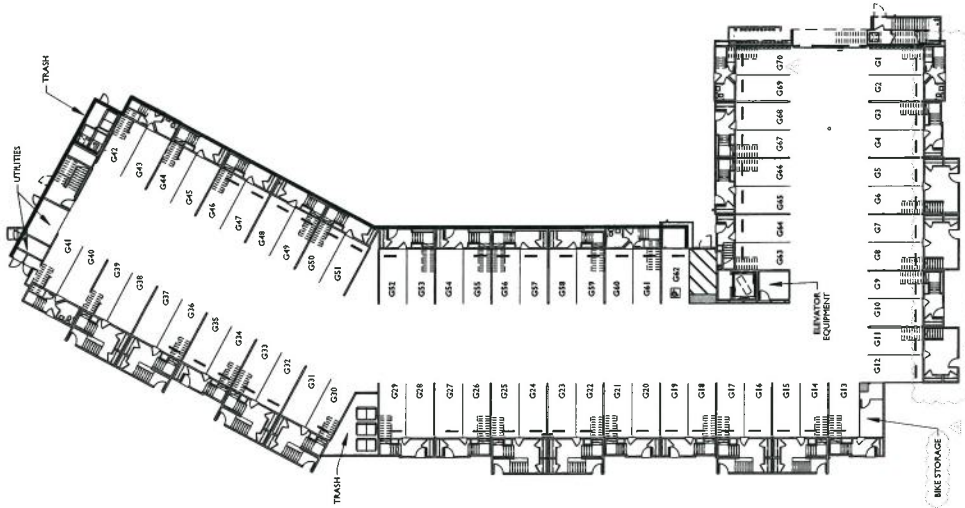 TRASH
UTILITIES
G42
G43
G44
G45
G46
G47
G48
G49
G50
G51
G41
G40
G39
G38
G37
G36
G35
G34
G33
G32
G31
G30
TRASH
G52
G53
G54
G55
G56
G57
G58
G59
G60
G61
G62
P
G29
G28
G27
G26
G25
G24
G23
G22
G21
G20
G19
G18
G17
G16
G15
G14
G13
BIKE STORAGE
G70
G69
G68
G67
G66
G65
G64
G63
ELEVATOR
EQUIPMENT
G1
G2
G3
G4
G5
G6
G7
G8
G9
G10
G11
G12